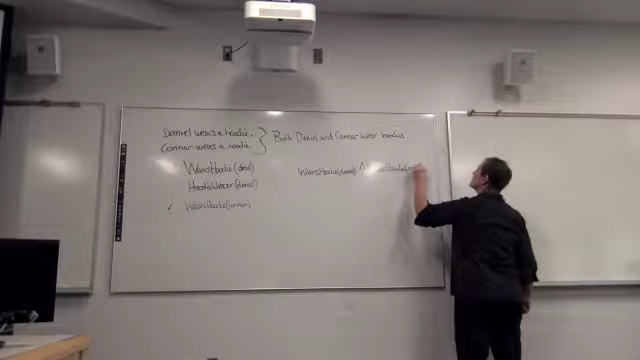 Daniel wears a hoodie.
Connor wears a hoodie.
Both Daniel and Connor wear hoodies
WearsHoodie(daniel)
HoodieWearer(daniel)
WearsHoodie(connor)
WearsHoodie(daniel) ∧